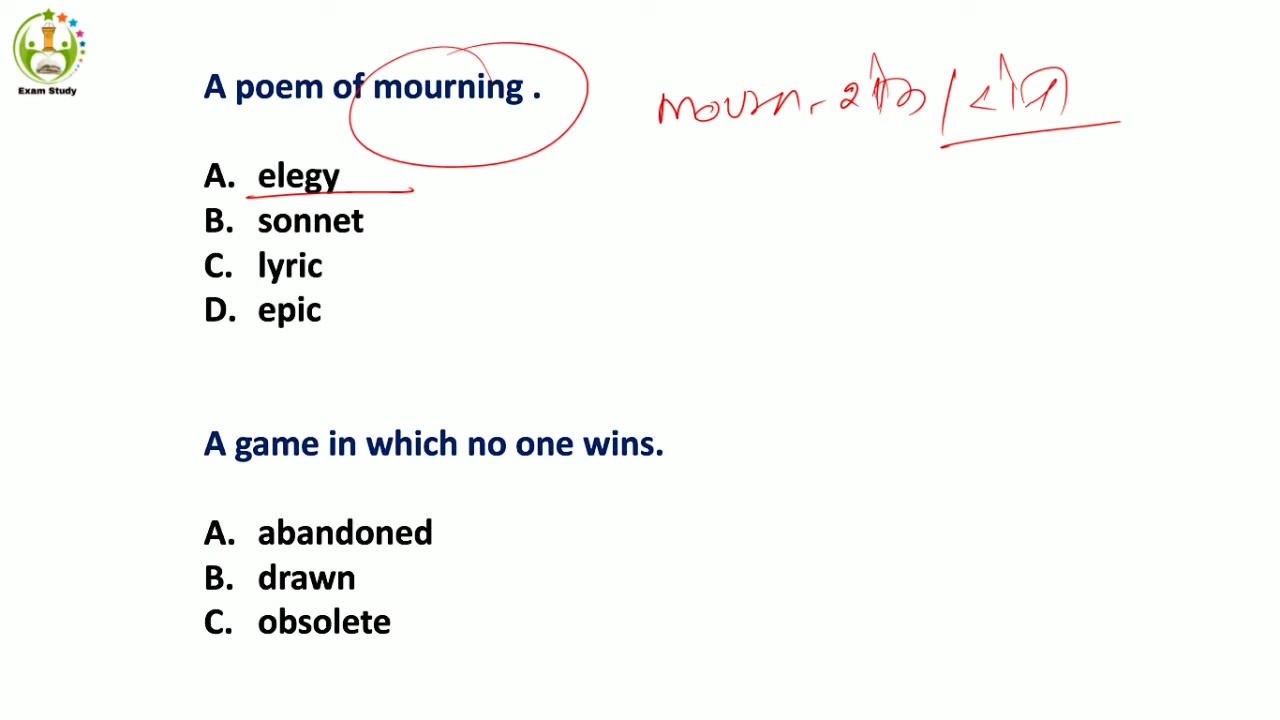 Exam Study
A poem of mourning .
mourn.
A. elegy
B. sonnet
C. lyric
D. epic
A game in which no one wins.
A. abandoned
B. drawn
C. obsolete